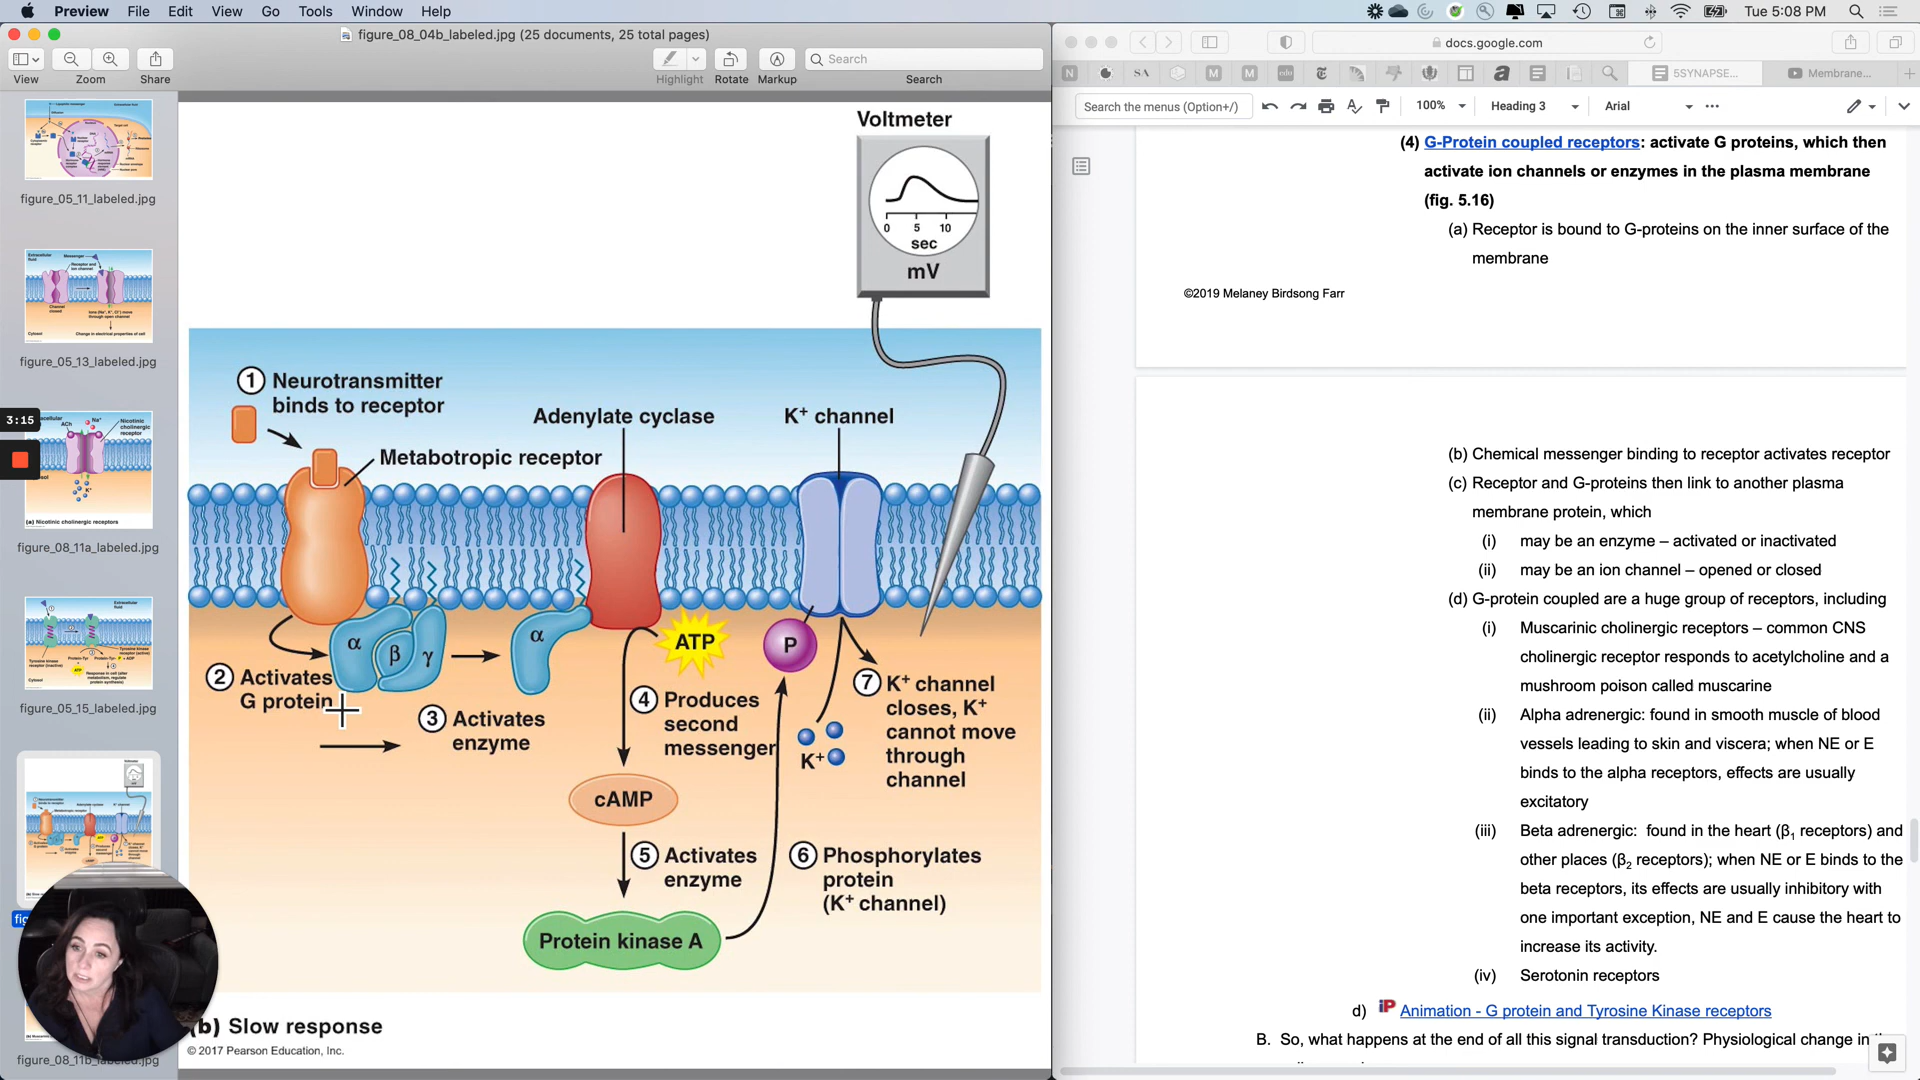 Preview File Edit View Go Tools Window Help
Tue 5:08 PM
figure_08_04b_labeled.jpg (25 documents, 25 total pages)
View Zoom Share Highlight Rotate Markup Search
Search
figure_05_11_labeled.jpg
figure_05_13_labeled.jpg
3:15
(a) Nicotinic cholinergic receptors
figure_08_11a_labeled.jpg
figure_05_15_labeled.jpg
figure_08_11b_labeled.jpg
Voltmeter
0 5 10
sec
mV
1 Neurotransmitter
binds to receptor
Metabotropic receptor
Adenylate cyclase
K+ channel
α β γ
α
ATP
P
2 Activates
G protein
3 Activates
enzyme
4 Produces
second
messenger
cAMP
5 Activates
enzyme
Protein kinase A
6 Phosphorylates
protein
(K+ channel)
K+
7 K+ channel
closes, K+
cannot move
through
channel
(b) Slow response
© 2017 Pearson Education, Inc.
docs.google.com
5SYNAPSE...
Membrane...
Search the menus (Option+/)
100%
Heading 3
Arial
(4) G-Protein coupled receptors: activate G proteins, which then
activate ion channels or enzymes in the plasma membrane
(fig. 5.16)
(a) Receptor is bound to G-proteins on the inner surface of the
membrane
©2019 Melaney Birdsong Farr
(b) Chemical messenger binding to receptor activates receptor
(c) Receptor and G-proteins then link to another plasma
membrane protein, which
(i) may be an enzyme – activated or inactivated
(ii) may be an ion channel – opened or closed
(d) G-protein coupled are a huge group of receptors, including
(i) Muscarinic cholinergic receptors – common CNS
cholinergic receptor responds to acetylcholine and a
mushroom poison called muscarine
(ii) Alpha adrenergic: found in smooth muscle of blood
vessels leading to skin and viscera; when NE or E
binds to the alpha receptors, effects are usually
excitatory
(iii) Beta adrenergic: found in the heart (β1 receptors) and
other places (β2 receptors); when NE or E binds to the
beta receptors, its effects are usually inhibitory with
one important exception, NE and E cause the heart to
increase its activity.
(iv) Serotonin receptors
d) iP Animation - G protein and Tyrosine Kinase receptors
B. So, what happens at the end of all this signal transduction? Physiological change in